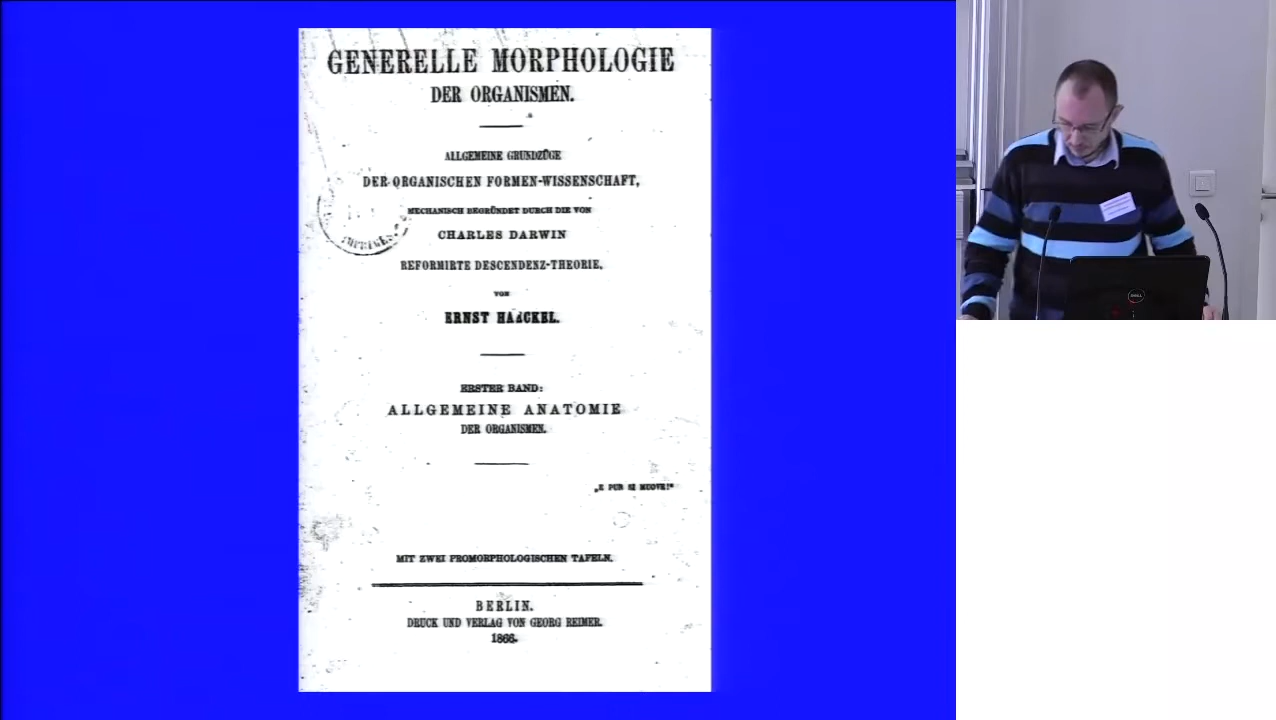 GENERELLE MORPHOLOGIE
DER ORGANISMEN.
ALLGEMEINE GRUNDZÜGE
DER ORGANISCHEN FORMEN-WISSENSCHAFT,
MECHANISCH BEGRÜNDET DURCH DIE VON
CHARLES DARWIN
REFORMIRTE DESCENDENZ-THEORIE,
VON
ERNST HAECKEL.
ERSTER BAND:
ALLGEMEINE ANATOMIE
DER ORGANISMEN.
„E PUR SI MUOVE!"
MIT ZWEI PROMORPHOLOGISCHEN TAFELN.
BERLIN.
DRUCK UND VERLAG VON GEORG REIMER.
1866.
DELL